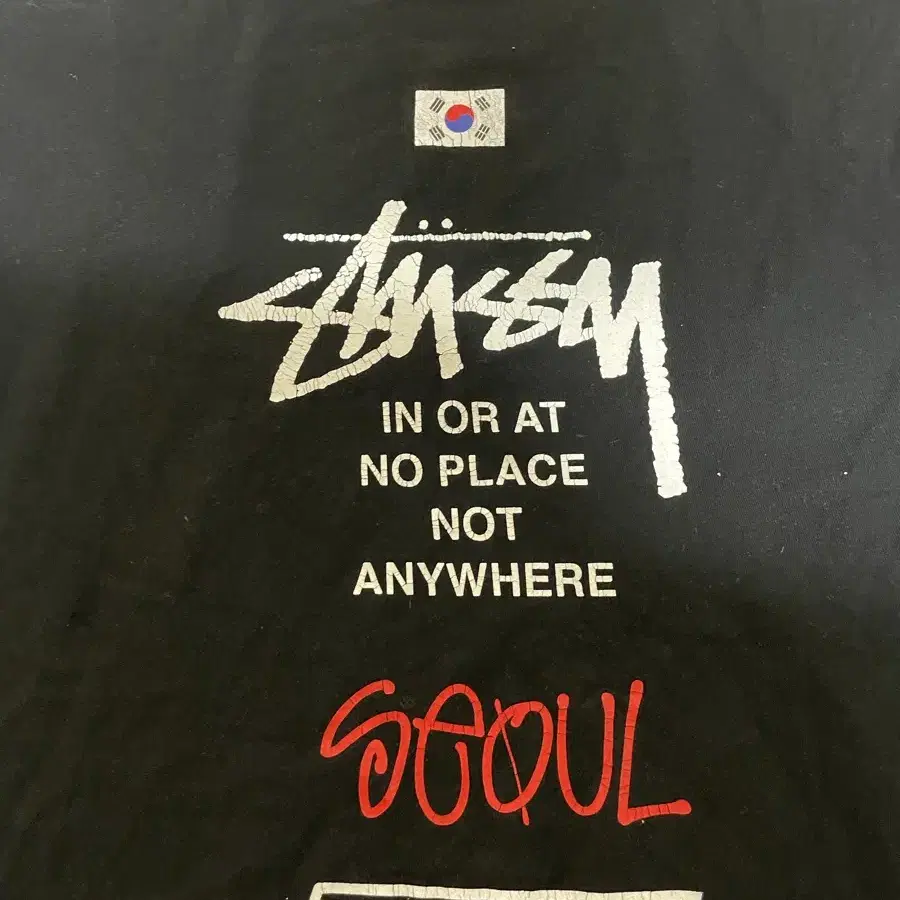 Stüssy
IN OR AT
NO PLACE
NOT
ANYWHERE
SEOUL